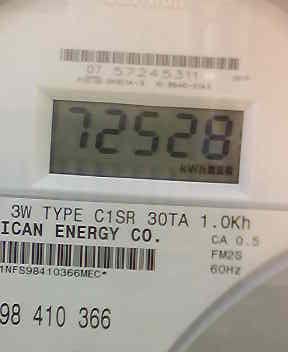 07 57245311
72528
kWh
3W TYPE C1SR 30TA 1.0Kh
ICAN ENERGY CO.
CA 0.5
FM2S
60HZ
1NFS98410366MEC*
98 410 366